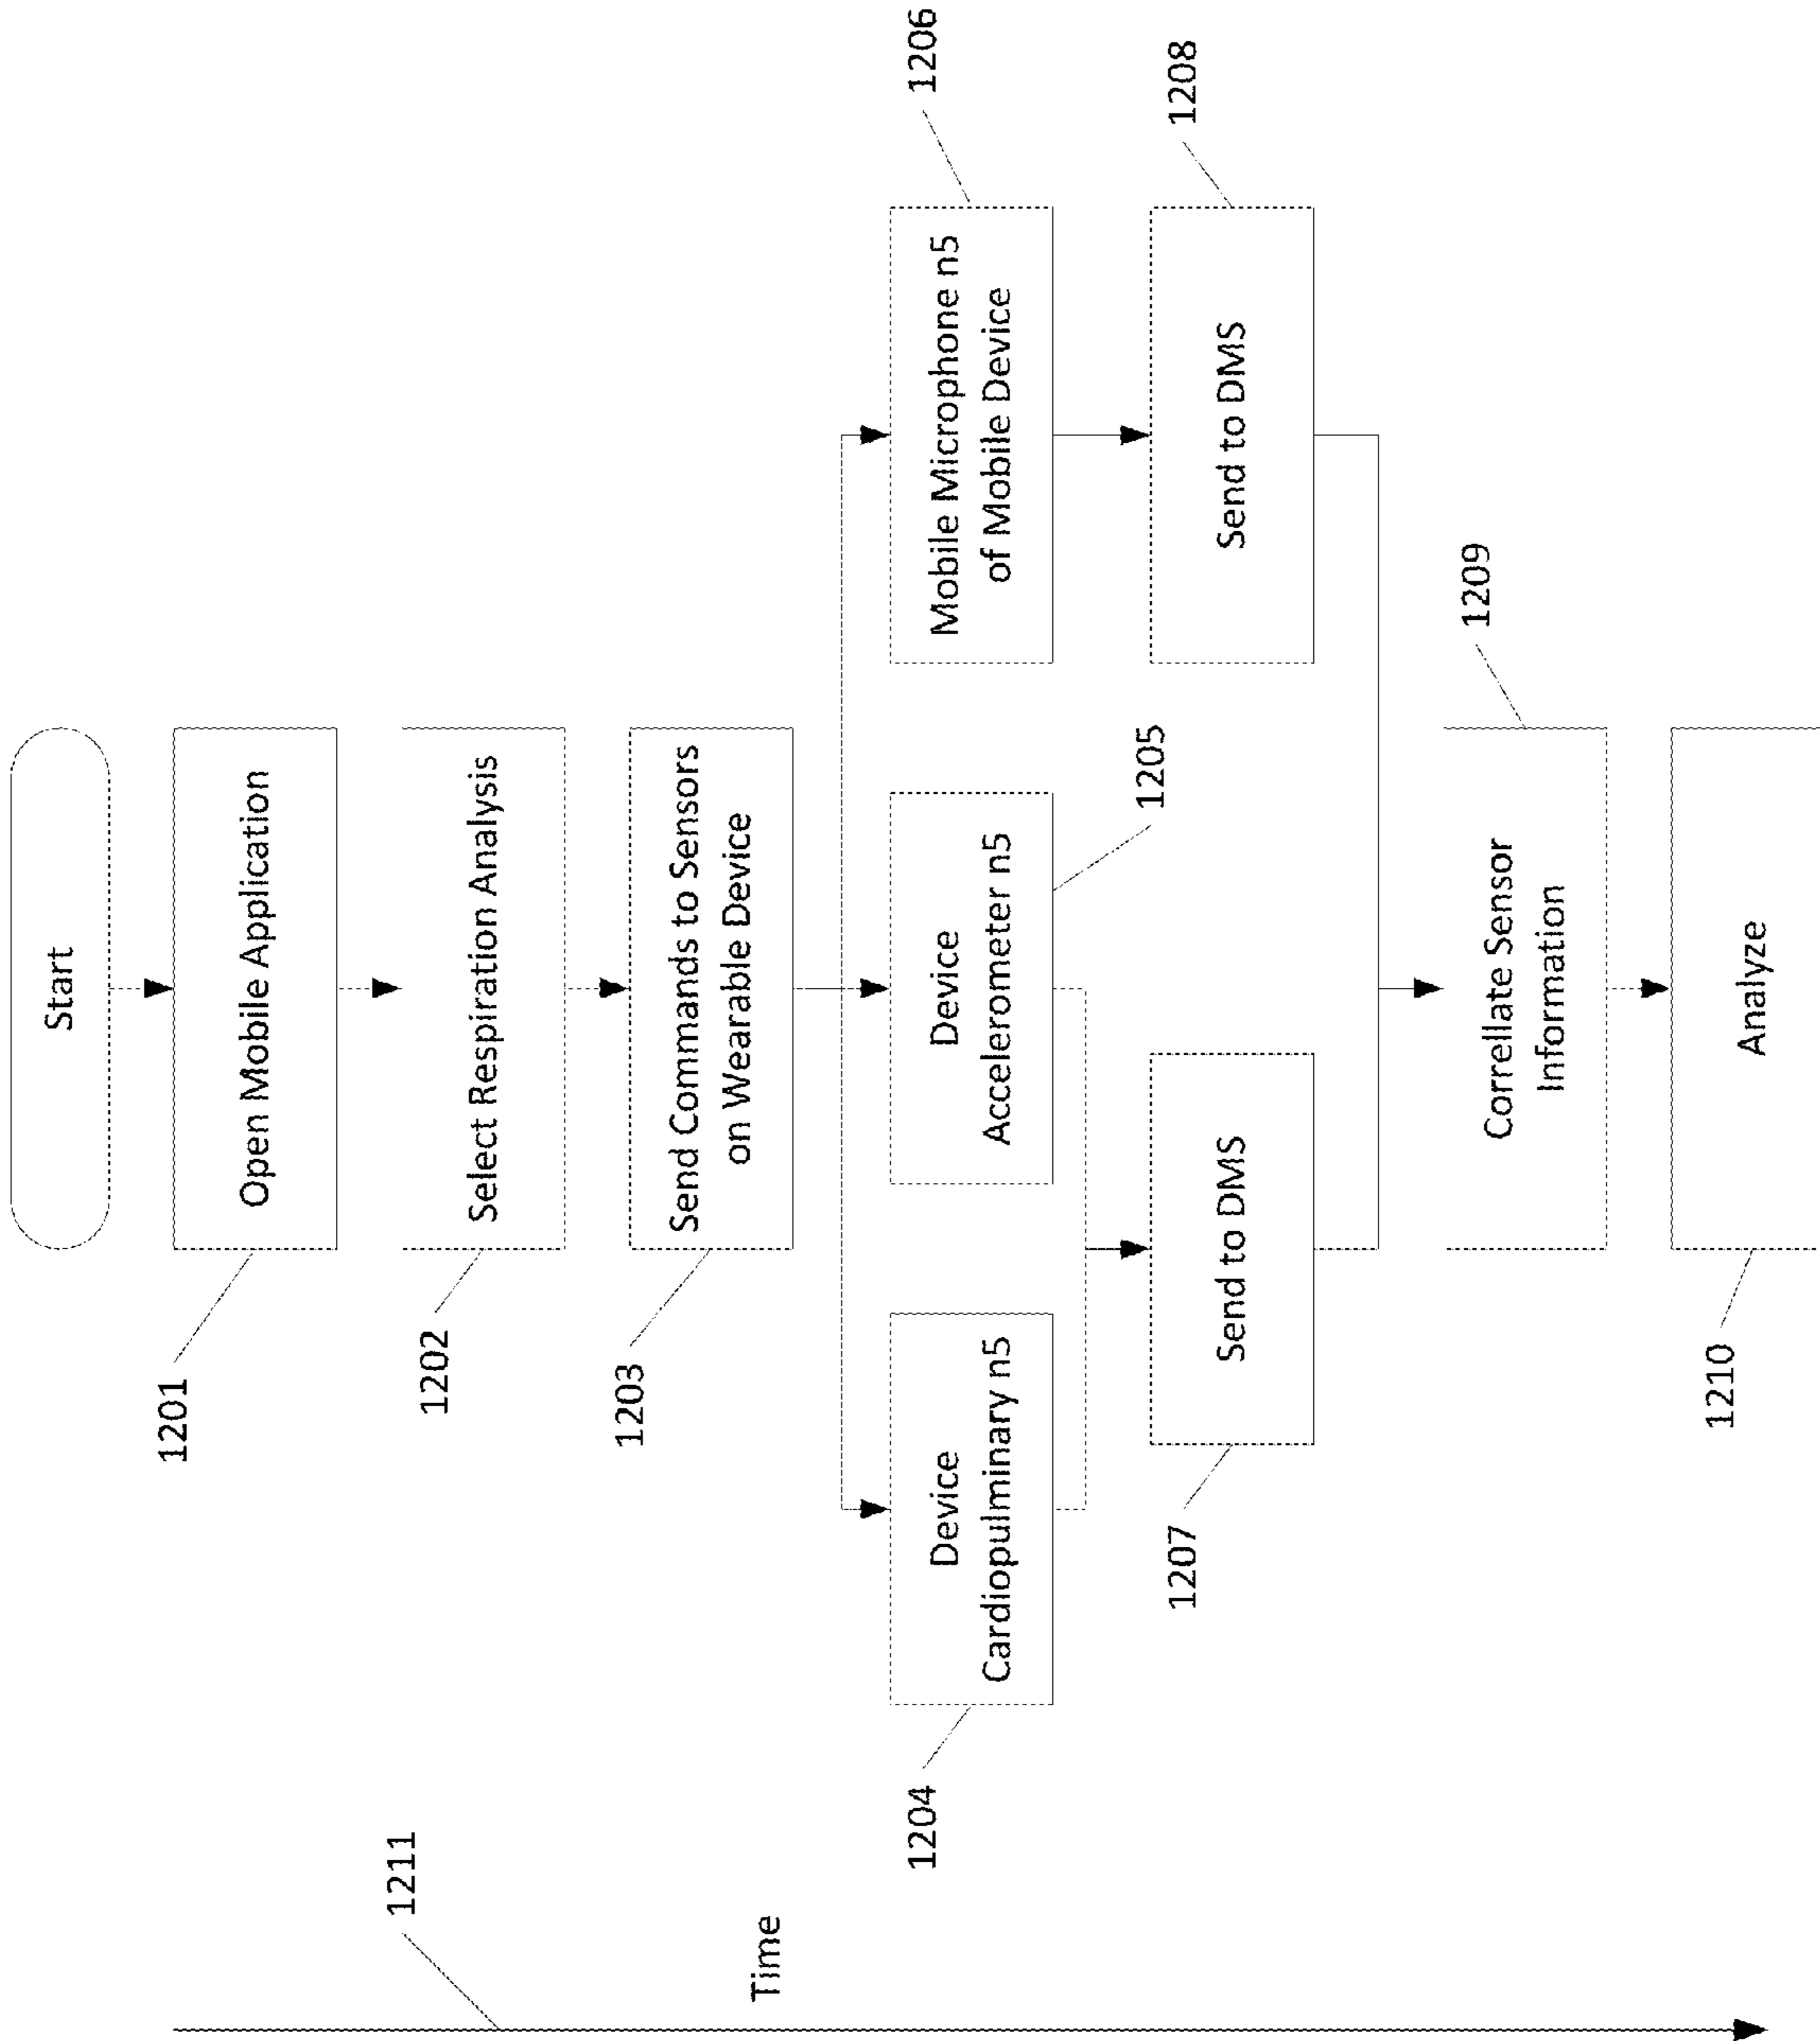 Start
Open Mobile Application
1201
Select Respiration Analysis
1202
Send Commands to Sensors
on Wearable Device
1203
Device
Cardiopulminary n5
1204
Device
Accelerometer n5
1205
Mobile Microphone n5
of Mobile Device
1206
Send to DMS
1207
Send to DMS
1208
Correllate Sensor
Information
1209
Analyze
1210
Time
1211